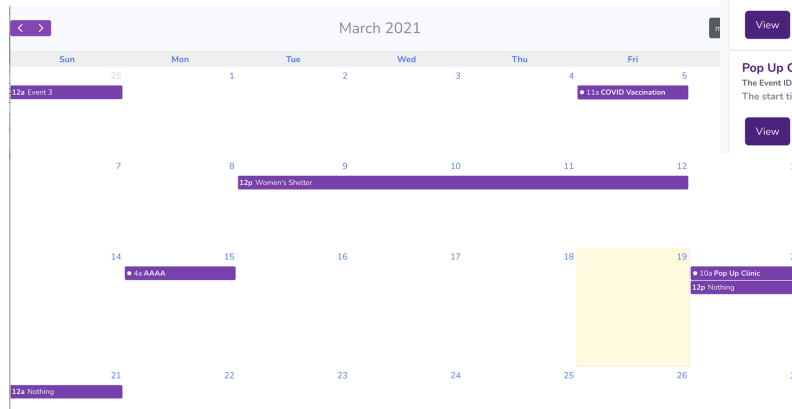 < >
March 2021
View
Sun Mon Tue Wed Thu Fri
Pop Up
28 1 2 3 4 5
The Event ID
12a Event 3
11a COVID Vaccination
The start
View
7 8 9 10 11 12
12p Women's Shelter
14 15 16 17 18 19
4a AAAA
10a Pop Up Clinic
12p Nothing
21 22 23 24 25 26
12a Nothing